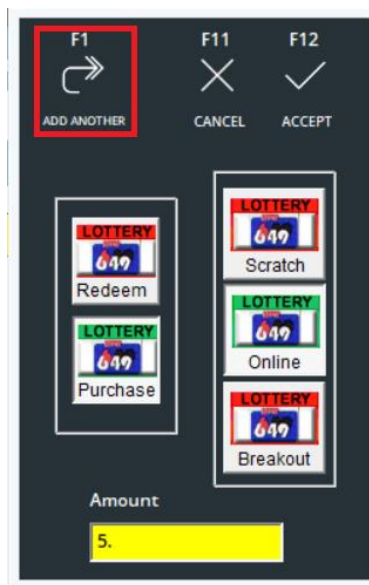 F1 F11 F12
ADD ANOTHER CANCEL ACCEPT
LOTTERY
649
Redeem
LOTTERY
649
Purchase
LOTTERY
649
Scratch
LOTTERY
649
Online
LOTTERY
649
Breakout
Amount
5.